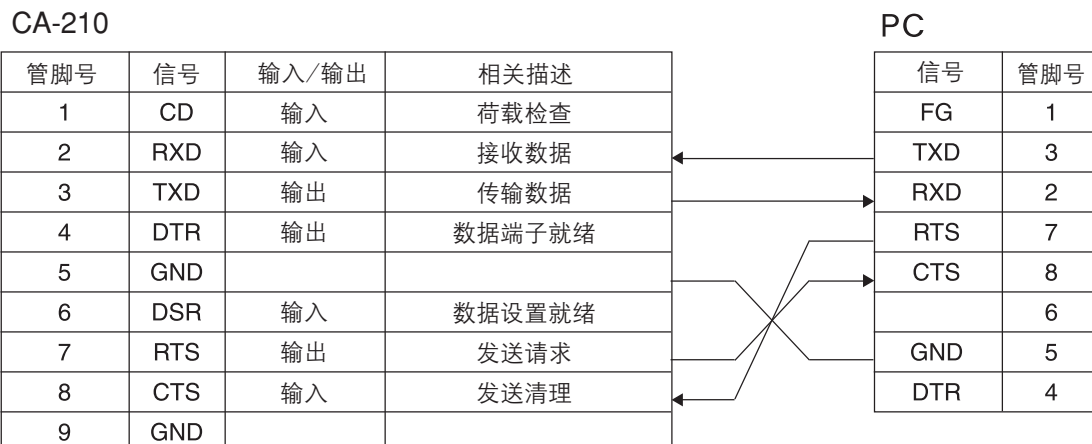 CA-210
PC
管脚号 信号 输入/输出 相关描述
1 CD 输入 荷载检查
2 RXD 输入 接收数据
3 TXD 输出 传输数据
4 DTR 输出 数据端子就绪
5 GND
6 DSR 输入 数据设置就绪
7 RTS 输出 发送请求
8 CTS 输入 发送清理
9 GND
信号 管脚号
FG 1
TXD 3
RXD 2
RTS 7
CTS 8
6
GND 5
DTR 4